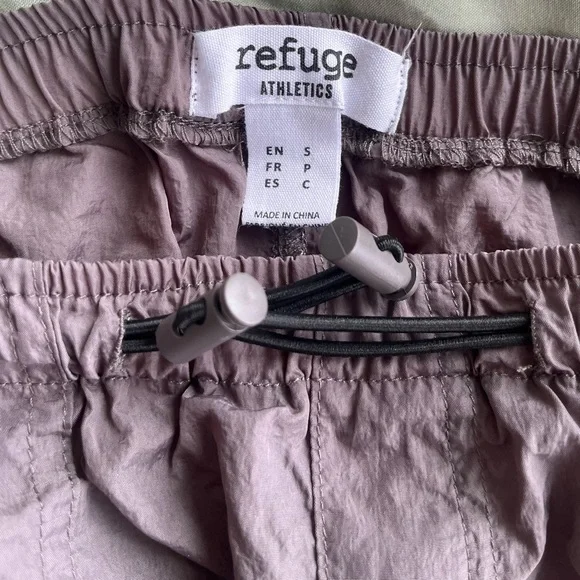 refuge
ATHLETICS
EN S
FR P
ES C
MADE IN CHINA